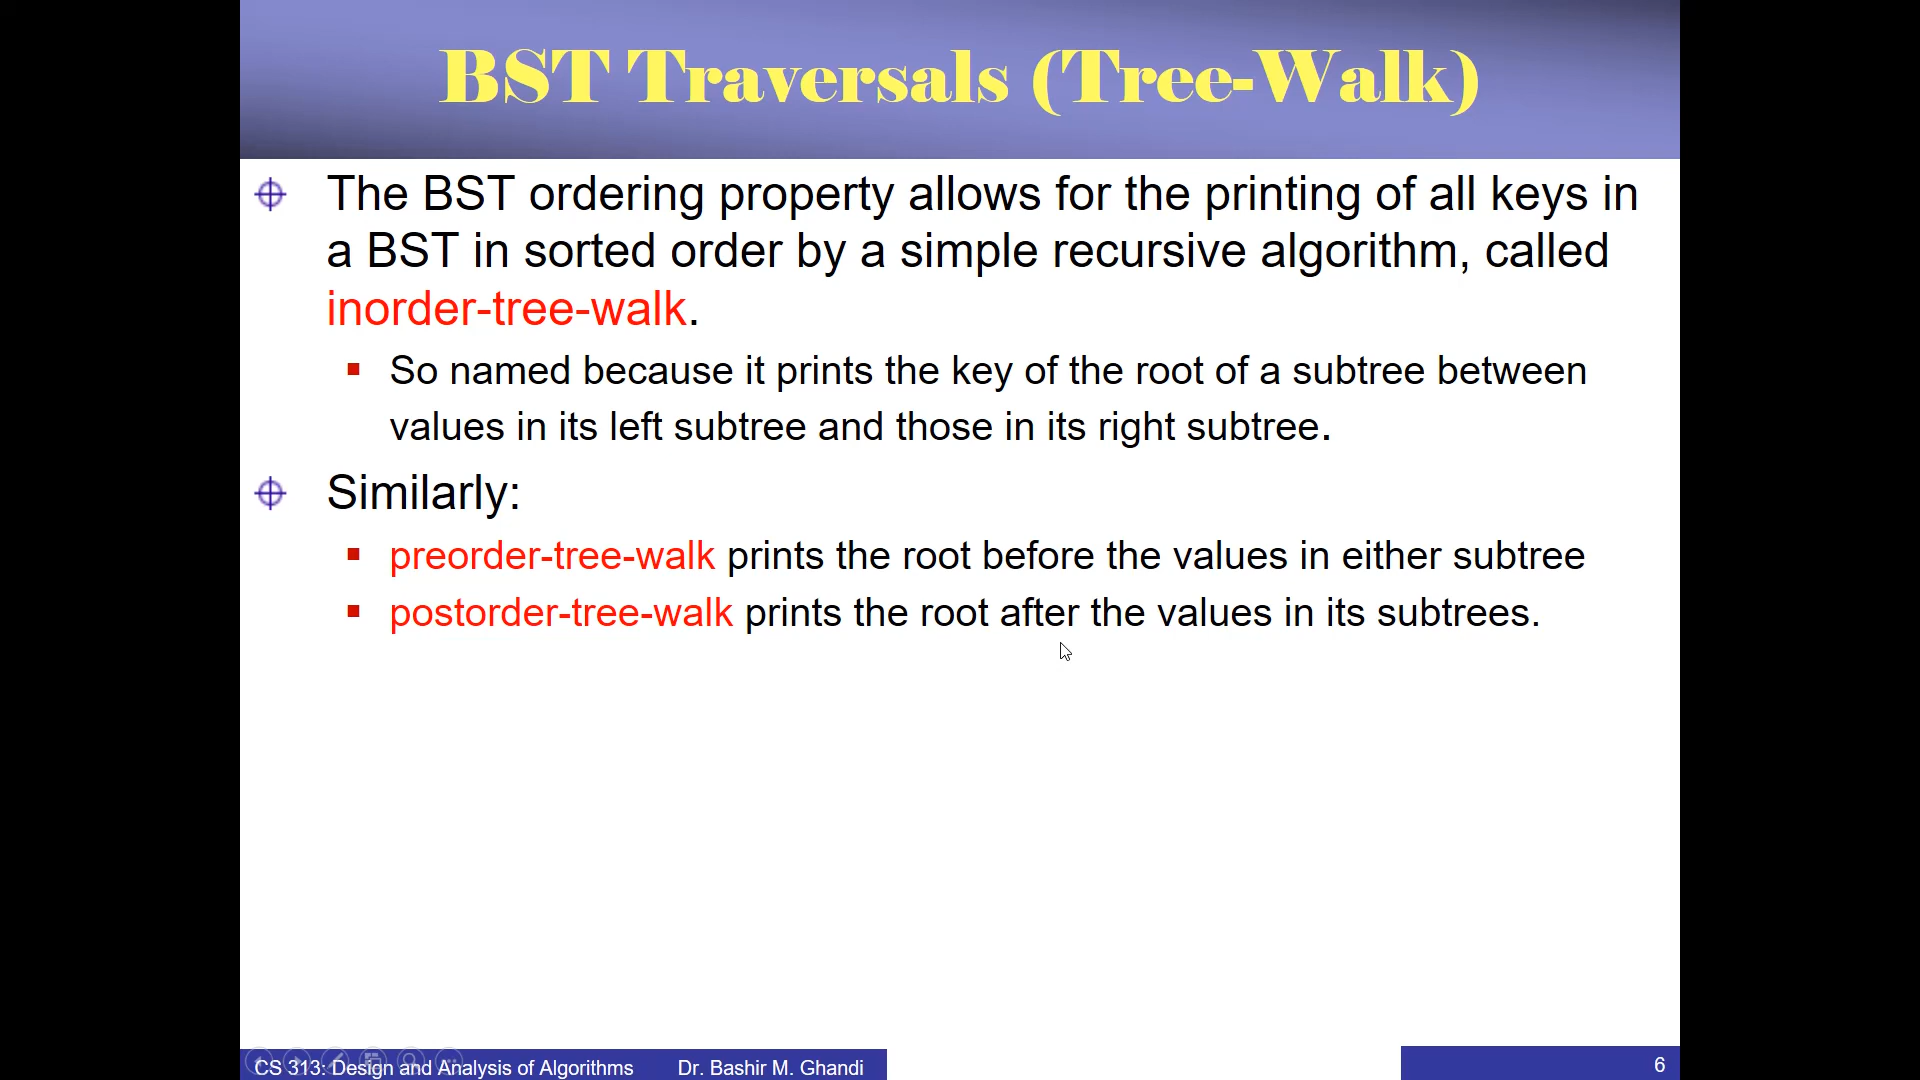 BST Traversals (Tree-Walk)
The BST ordering property allows for the printing of all keys in
a BST in sorted order by a simple recursive algorithm, called
inorder-tree-walk.
So named because it prints the key of the root of a subtree between
values in its left subtree and those in its right subtree.
Similarly:
preorder-tree-walk prints the root before the values in either subtree
postorder-tree-walk prints the root after the values in its subtrees.
CS 313: Design and Analysis of Algorithms Dr. Bashir M. Ghandi
6